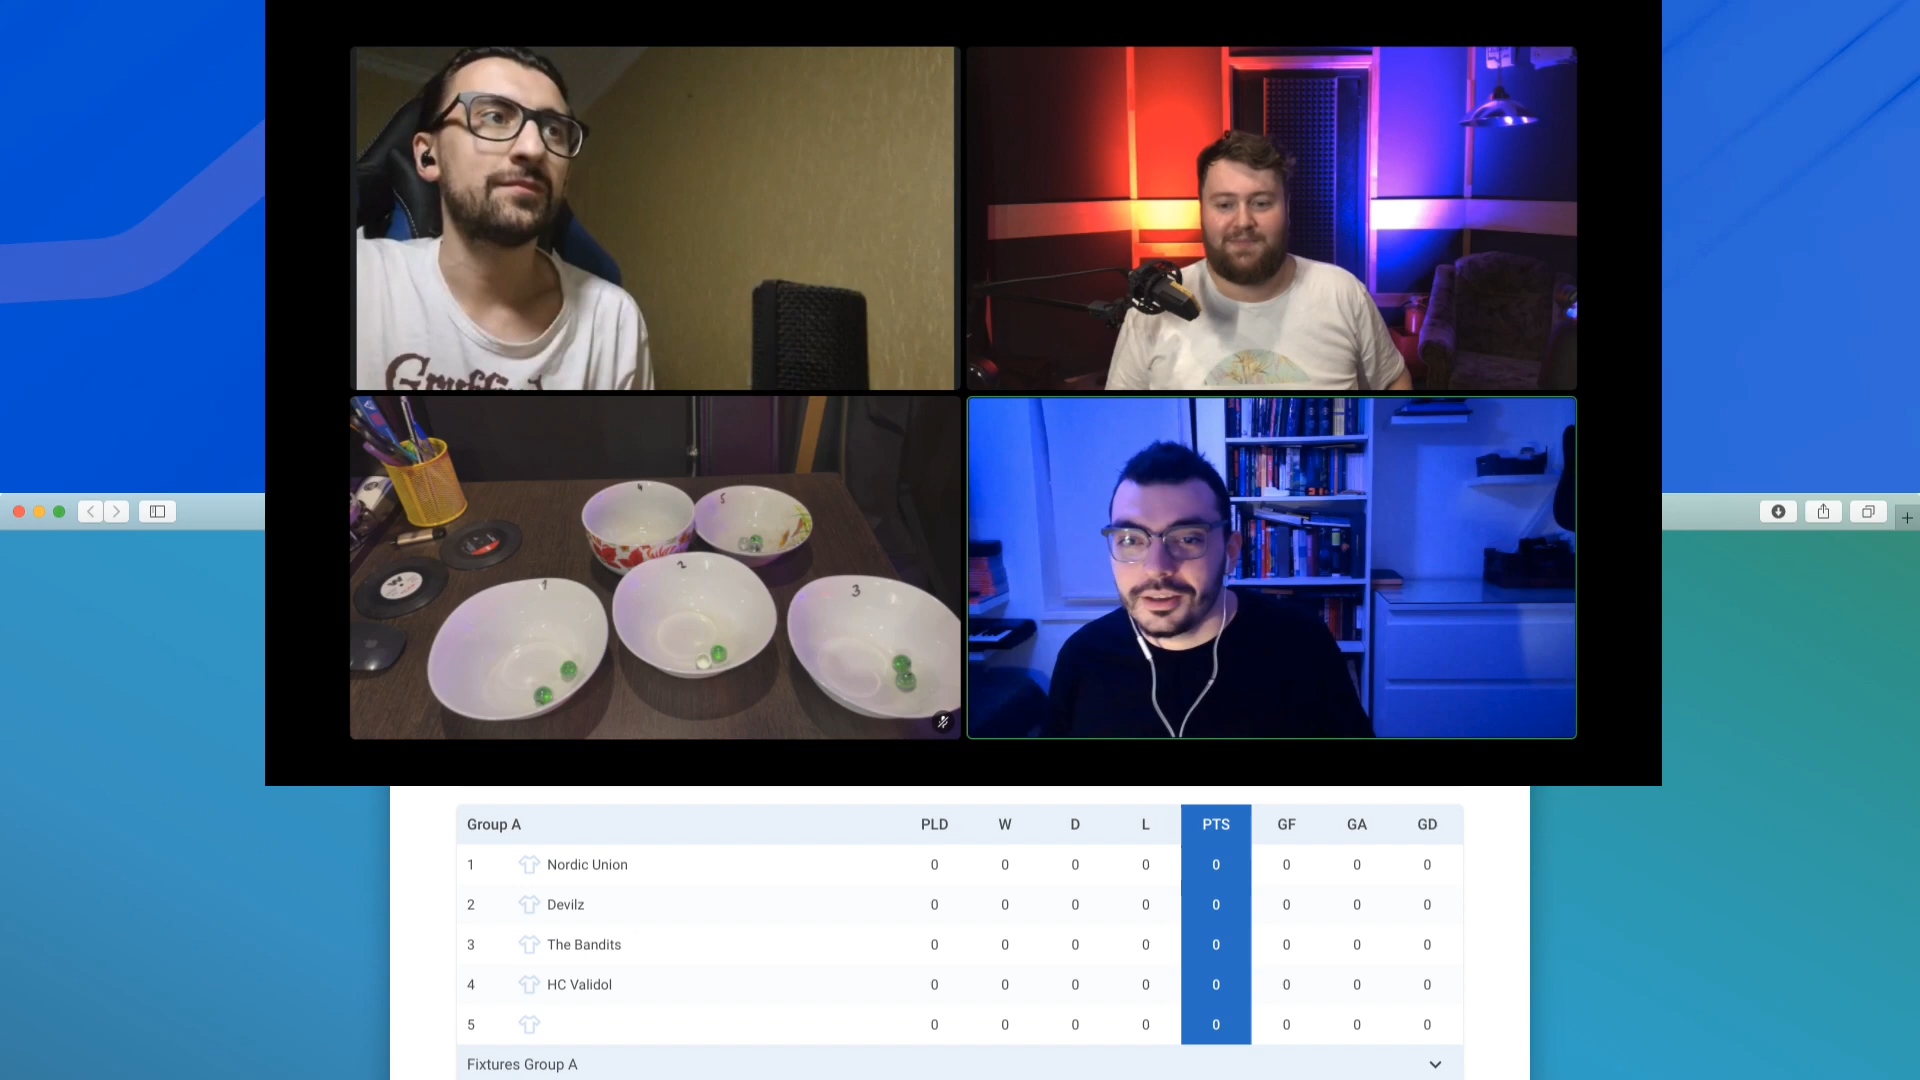 4
5
1
2
3
Group A PLD W D L PTS GF GA GD
1 Nordic Union 0 0 0 0 0 0 0 0
2 Devilz 0 0 0 0 0 0 0 0
3 The Bandits 0 0 0 0 0 0 0 0
4 HC Validol 0 0 0 0 0 0 0 0
5 0 0 0 0 0 0 0 0
Fixtures Group A